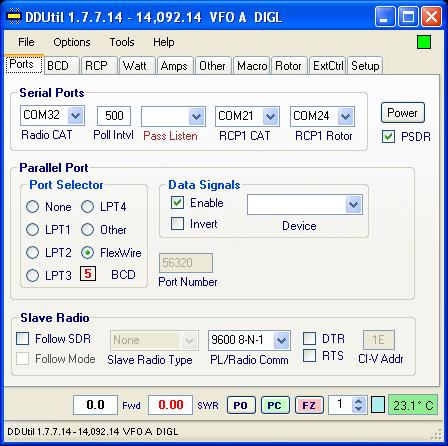 DDUtil 1.7.7.14 - 14,092.14 VFO A DIGL
File Options Tools Help
Ports BCD RCP Watt Amps Other Macro Rotor ExtCtrl Setup
Serial Ports
COM32 500 COM21 COM24 Power
Radio CAT Poll Intvl Pass Listen RCP1 CAT RCP1 Rotor PSDR
Parallel Port
Port Selector Data Signals
None LPT4 Enable
LPT1 Other Invert Device
LPT2 FlexWire 56320
LPT3 5 BCD Port Number
Slave Radio
Follow SDR None 9600 8-N-1 DTR 1E
Follow Mode Slave Radio Type PL/Radio Comm RTS CI-V Addr
0.0 Fwd 0.00 SWR PO PC FZ 1 23.1° C
DDUtil 1.7.7.14 - 14,092.14 VFO A DIGL